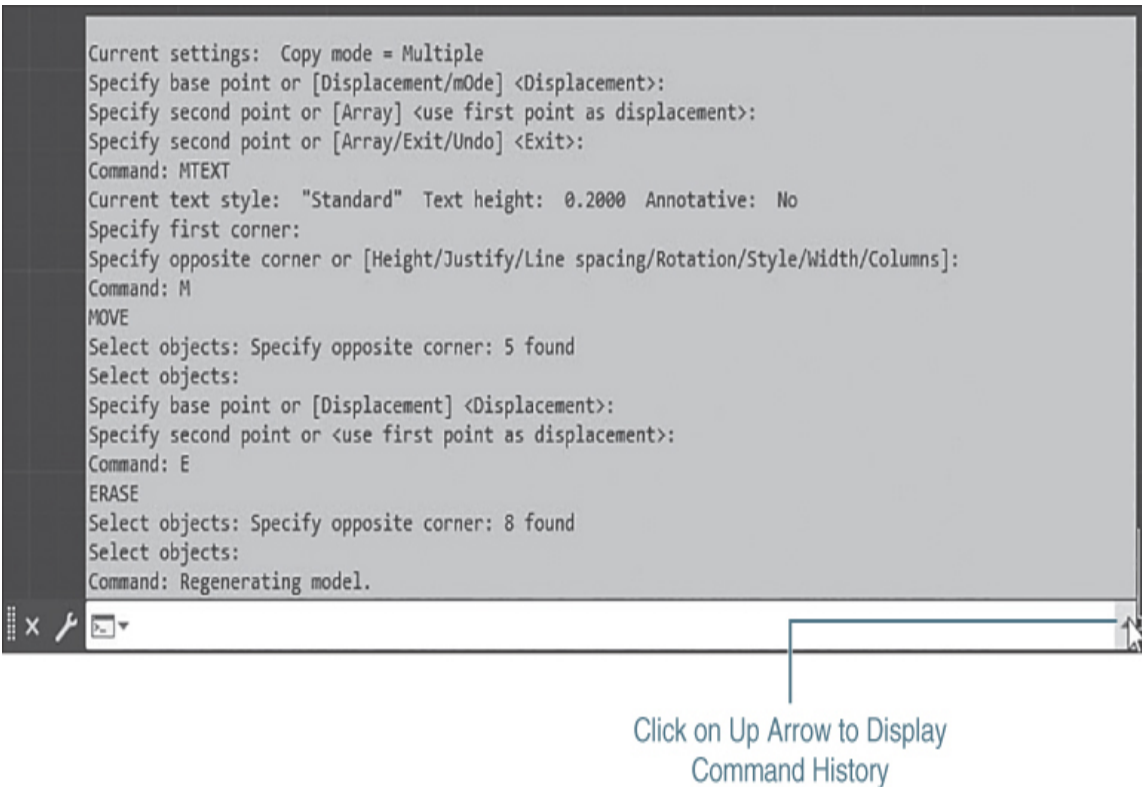 Current settings:  Copy mode = Multiple
Specify base point or [Displacement/mOde] <Displacement>:
Specify second point or [Array] <use first point as displacement>:
Specify second point or [Array/Exit/Undo] <Exit>:
Command: MTEXT
Current text style:  "Standard"  Text height:  0.2000  Annotative:  No
Specify first corner:
Specify opposite corner or [Height/Justify/Line spacing/Rotation/Style/Width/Columns]:
Command: M
MOVE
Select objects: Specify opposite corner: 5 found
Select objects:
Specify base point or [Displacement] <Displacement>:
Specify second point or <use first point as displacement>:
Command: E
ERASE
Select objects: Specify opposite corner: 8 found
Select objects:
Command: Regenerating model.
Click on Up Arrow to Display
Command History